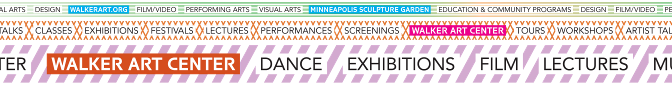 AL ARTS DESIGN WALKERART.ORG FILM/VIDEO PERFORMING ARTS VISUAL ARTS MINNEAPOLIS SCULPTURE GARDEN EDUCATION & COMMUNITY PROGRAMS DESIGN FILM/VIDEO PE
TALKS CLASSES EXHIBITIONS FESTIVALS LECTURES PERFORMANCES SCREENINGS WALKER ART CENTER TOURS WORKSHOPS ARTIST TAL
TER WALKER ART CENTER DANCE EXHIBITIONS FILM LECTURES MU